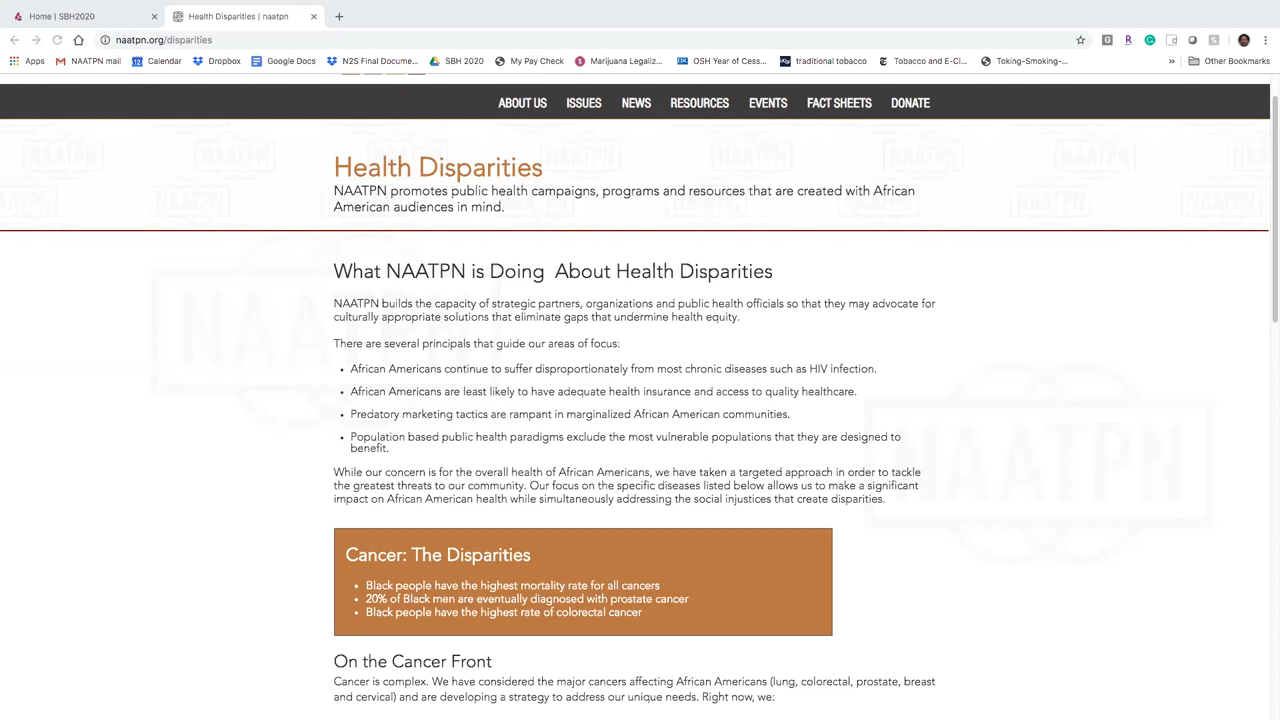 Home | SBH2020
Health Disparities | naatpn
naatpn.org/disparities
Apps NAATPN mail Calendar Dropbox Google Docs N2S Final Docume... SBH 2020 My Pay Check Marijuana Legaliz... OSH Year of Cess... traditional tobacco Tobacco and E-Ci... Toking-Smoking-... » Other Bookmarks
ABOUT US ISSUES NEWS RESOURCES EVENTS FACT SHEETS DONATE
Health Disparities
NAATPN promotes public health campaigns, programs and resources that are created with African
American audiences in mind.
What NAATPN is Doing About Health Disparities
NAATPN builds the capacity of strategic partners, organizations and public health officials so that they may advocate for
culturally appropriate solutions that eliminate gaps that undermine health equity.
There are several principals that guide our areas of focus:
• African Americans continue to suffer disproportionately from most chronic diseases such as HIV infection.
• African Americans are least likely to have adequate health insurance and access to quality healthcare.
• Predatory marketing tactics are rampant in marginalized African American communities.
• Population based public health paradigms exclude the most vulnerable populations that they are designed to
benefit.
While our concern is for the overall health of African Americans, we have taken a targeted approach in order to tackle
the greatest threats to our community. Our focus on the specific diseases listed below allows us to make a significant
impact on African American health while simultaneously addressing the social injustices that create disparities.
Cancer: The Disparities
• Black people have the highest mortality rate for all cancers
• 20% of Black men are eventually diagnosed with prostate cancer
• Black people have the highest rate of colorectal cancer
On the Cancer Front
Cancer is complex. We have considered the major cancers affecting African Americans (lung, colorectal, prostate, breast
and cervical) and are developing a strategy to address our unique needs. Right now, we:
NAATPN
NAATPN